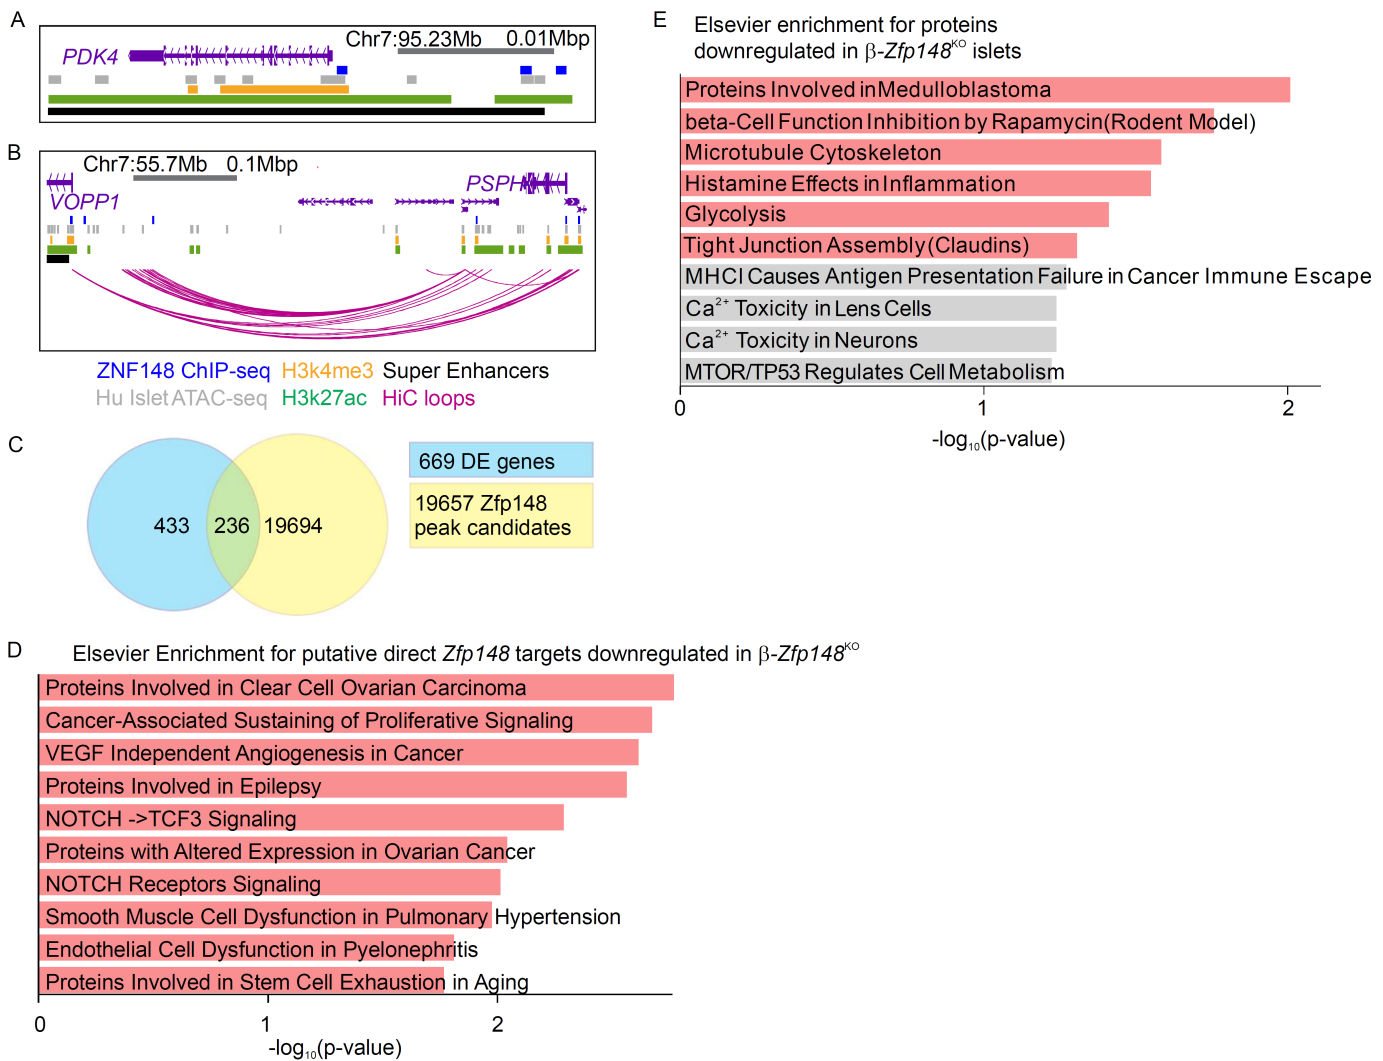 A
Chr7:95.23Mb 0.01Mbp
PDK4
B
Chr7:55.7Mb 0.1Mbp
PSPH
VOPP1
ZNF148 ChIP-seq H3k4me3 Super Enhancers
Hu Islet ATAC-seq H3k27ac HiC loops
C
433 236 19694
669 DE genes
19657 Zfp148
peak candidates
D
Elsevier Enrichment for putative direct Zfp148 targets downregulated in β-Zfp148ᴷᴼ
Proteins Involved in Clear Cell Ovarian Carcinoma
Cancer-Associated Sustaining of Proliferative Signaling
VEGF Independent Angiogenesis in Cancer
Proteins Involved in Epilepsy
NOTCH ->TCF3 Signaling
Proteins with Altered Expression in Ovarian Cancer
NOTCH Receptors Signaling
Smooth Muscle Cell Dysfunction in Pulmonary Hypertension
Endothelial Cell Dysfunction in Pyelonephritis
Proteins Involved in Stem Cell Exhaustion in Aging
0 1 2
-log₁₀(p-value)
E
Elsevier enrichment for proteins
downregulated in β-Zfp148ᴷᴼ islets
Proteins Involved in Medulloblastoma
beta-Cell Function Inhibition by Rapamycin (Rodent Model)
Microtubule Cytoskeleton
Histamine Effects in Inflammation
Glycolysis
Tight Junction Assembly (Claudins)
MHCI Causes Antigen Presentation Failure in Cancer Immune Escape
Ca²⁺ Toxicity in Lens Cells
Ca²⁺ Toxicity in Neurons
MTOR/TP53 Regulates Cell Metabolism
0 1 2
-log₁₀(p-value)